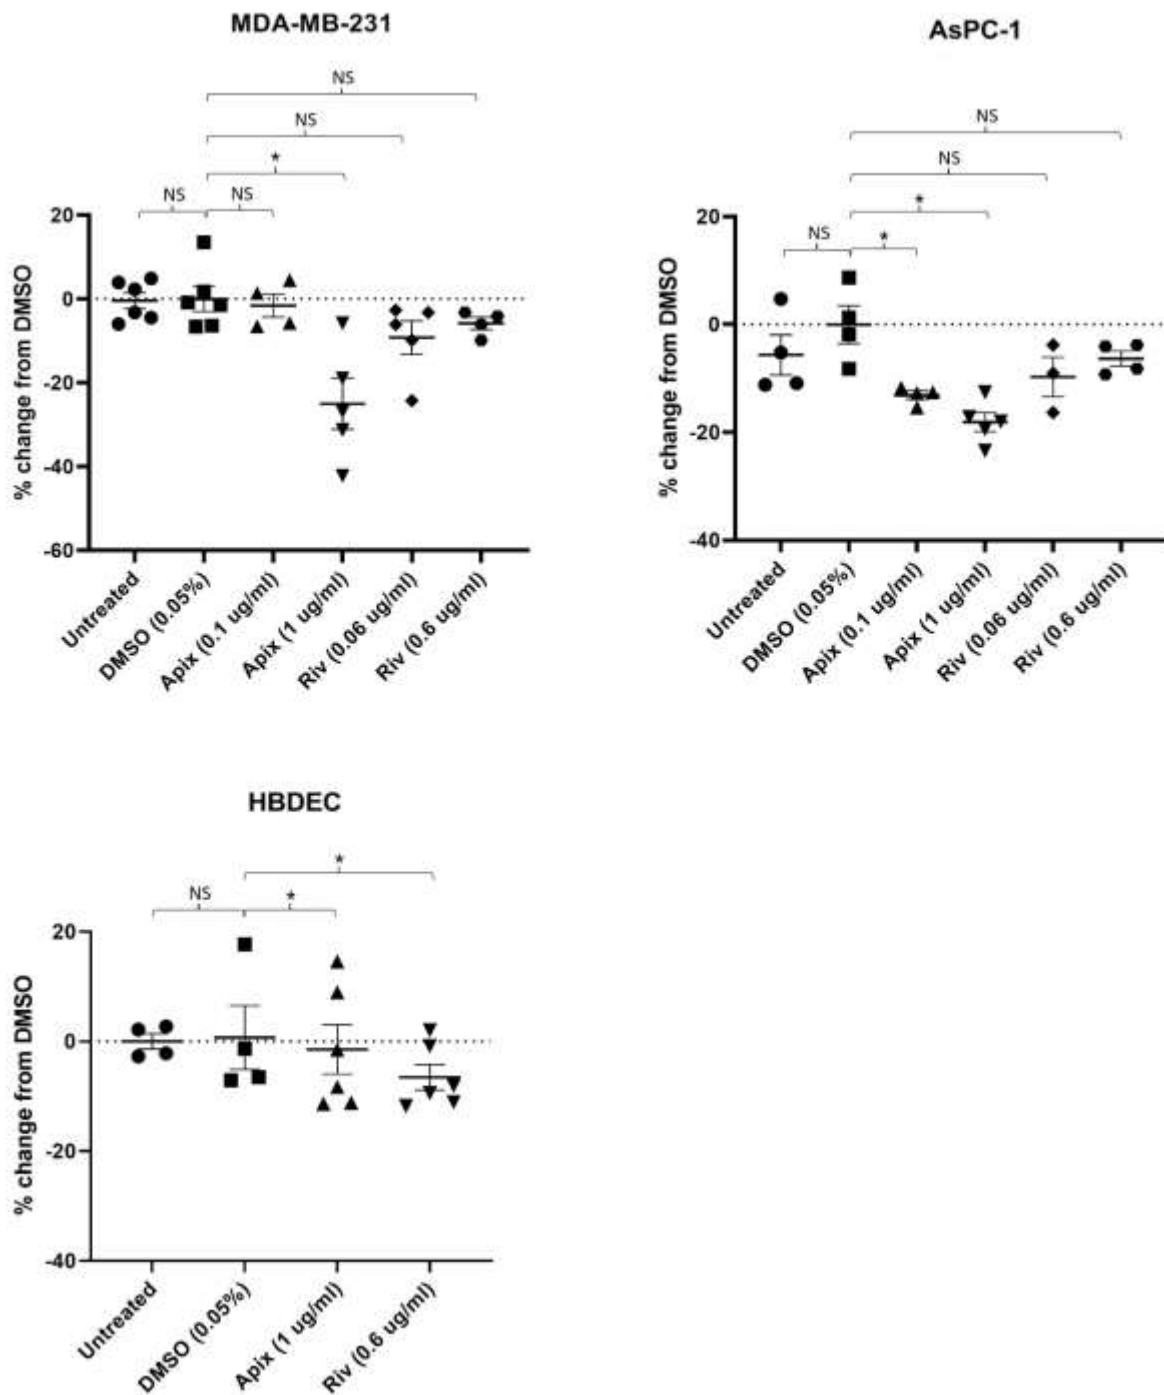 MDA-MB-231
NS
NS
*
NS
NS
20
0
-20
-40
-60
% change from DMSO
Untreated
DMSO (0.05%)
Apix (0.1 ug/ml)
Apix (1 ug/ml)
Riv (0.06 ug/ml)
Riv (0.6 ug/ml)
AsPC-1
NS
NS
*
NS
*
20
0
-20
-40
% change from DMSO
Untreated
DMSO (0.05%)
Apix (0.1 ug/ml)
Apix (1 ug/ml)
Riv (0.06 ug/ml)
Riv (0.6 ug/ml)
HBDEC
*
NS
*
20
0
-20
-40
% change from DMSO
Untreated
DMSO (0.05%)
Apix (1 ug/ml)
Riv (0.6 ug/ml)